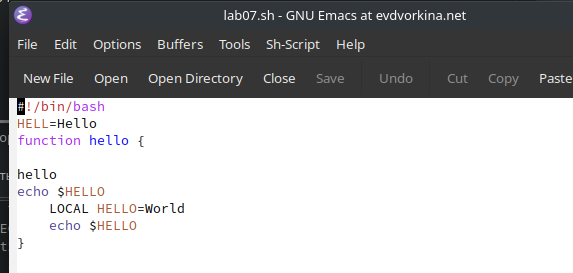 lab07.sh - GNU Emacs at evdvorkina.net
File Edit Options Buffers Tools Sh-Script Help
New File Open Open Directory Close Save Undo Cut Copy Paste
#!/bin/bash
HELL=Hello
function hello {
hello
echo $HELLO
LOCAL HELLO=World
echo $HELLO
}